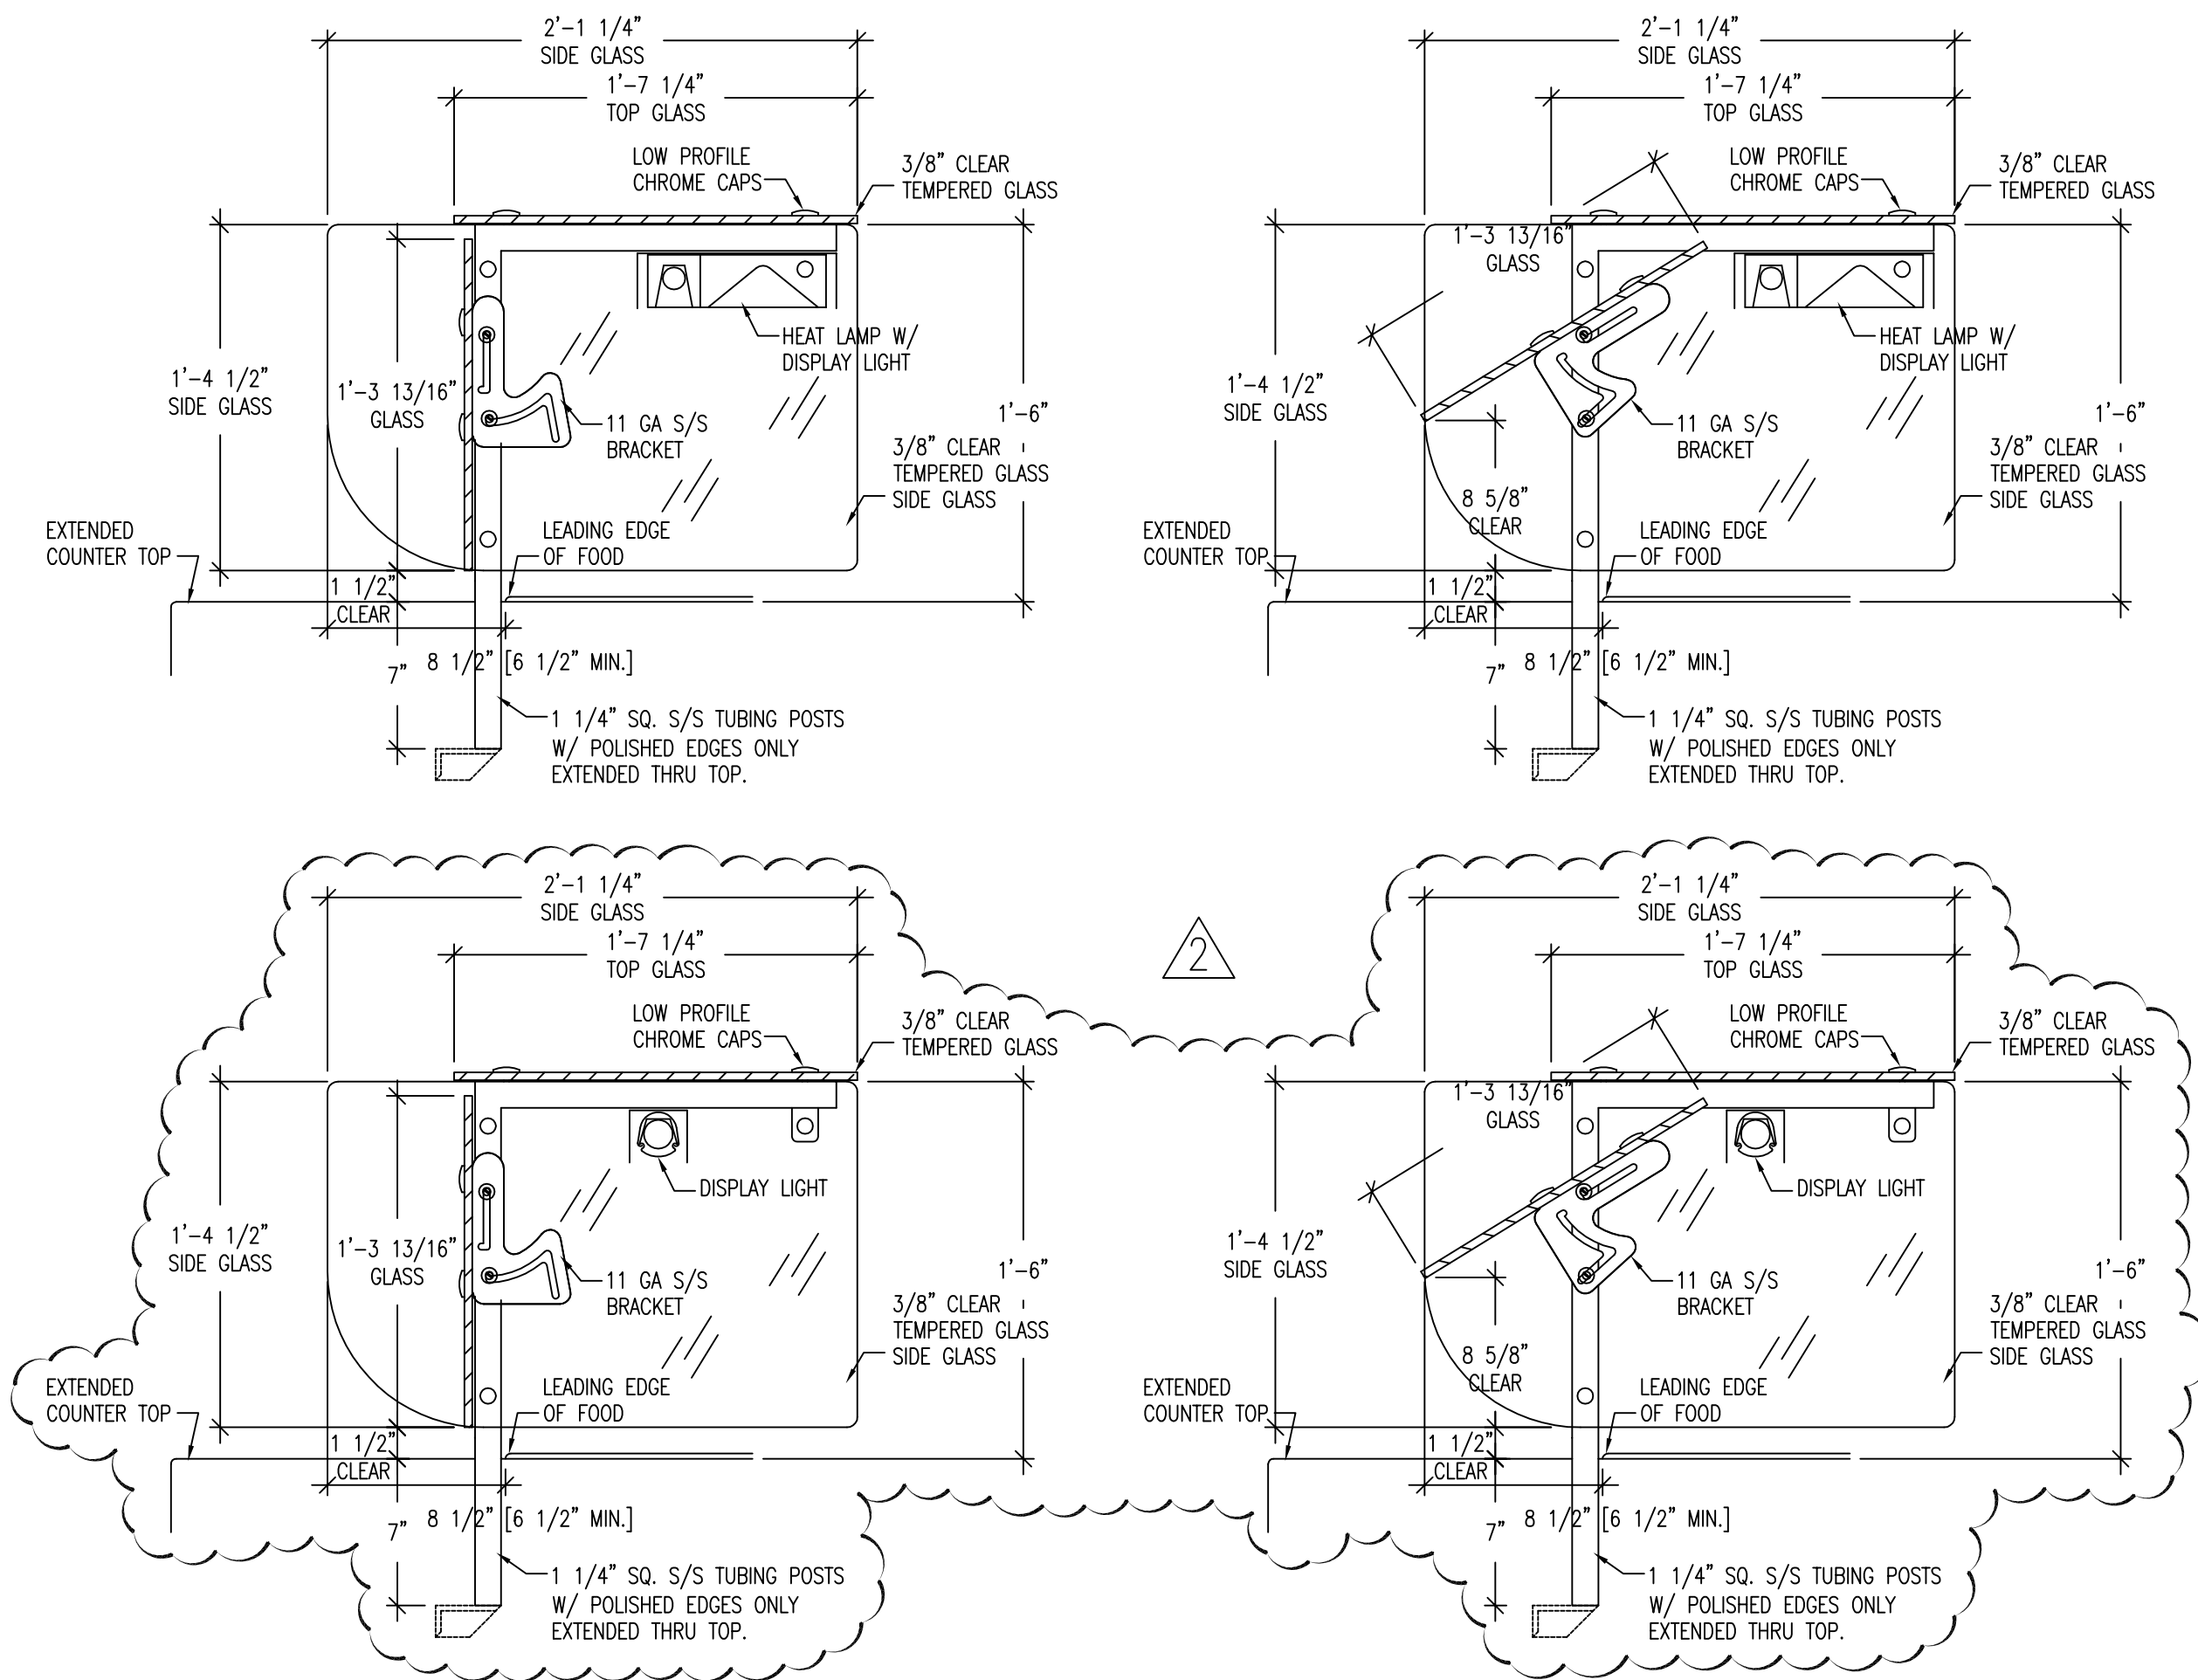 2'-1 1/4"
SIDE GLASS
1'-7 1/4"
TOP GLASS
LOW PROFILE
CHROME CAPS
3/8" CLEAR
TEMPERED GLASS
HEAT LAMP W/
DISPLAY LIGHT
1'-4 1/2"
SIDE GLASS
1'-3 13/16"
GLASS
11 GA S/S
BRACKET
1'-6"
3/8" CLEAR
TEMPERED GLASS
SIDE GLASS
EXTENDED
COUNTER TOP
LEADING EDGE
OF FOOD
1 1/2"
CLEAR
7"
8 1/2" [6 1/2" MIN.]
1 1/4" SQ. S/S TUBING POSTS
W/ POLISHED EDGES ONLY
EXTENDED THRU TOP.
2'-1 1/4"
SIDE GLASS
1'-7 1/4"
TOP GLASS
LOW PROFILE
CHROME CAPS
3/8" CLEAR
TEMPERED GLASS
1'-3 13/16"
GLASS
HEAT LAMP W/
DISPLAY LIGHT
1'-4 1/2"
SIDE GLASS
11 GA S/S
BRACKET
1'-6"
3/8" CLEAR
TEMPERED GLASS
SIDE GLASS
8 5/8"
CLEAR
EXTENDED
COUNTER TOP
LEADING EDGE
OF FOOD
1 1/2"
CLEAR
7"
8 1/2" [6 1/2" MIN.]
1 1/4" SQ. S/S TUBING POSTS
W/ POLISHED EDGES ONLY
EXTENDED THRU TOP.
2'-1 1/4"
SIDE GLASS
1'-7 1/4"
TOP GLASS
LOW PROFILE
CHROME CAPS
3/8" CLEAR
TEMPERED GLASS
DISPLAY LIGHT
1'-4 1/2"
SIDE GLASS
1'-3 13/16"
GLASS
11 GA S/S
BRACKET
1'-6"
3/8" CLEAR
TEMPERED GLASS
SIDE GLASS
EXTENDED
COUNTER TOP
LEADING EDGE
OF FOOD
1 1/2"
CLEAR
7"
8 1/2" [6 1/2" MIN.]
1 1/4" SQ. S/S TUBING POSTS
W/ POLISHED EDGES ONLY
EXTENDED THRU TOP.
2
2'-1 1/4"
SIDE GLASS
1'-7 1/4"
TOP GLASS
LOW PROFILE
CHROME CAPS
3/8" CLEAR
TEMPERED GLASS
1'-3 13/16"
GLASS
DISPLAY LIGHT
1'-4 1/2"
SIDE GLASS
11 GA S/S
BRACKET
1'-6"
3/8" CLEAR
TEMPERED GLASS
SIDE GLASS
8 5/8"
CLEAR
EXTENDED
COUNTER TOP
LEADING EDGE
OF FOOD
1 1/2"
CLEAR
7"
8 1/2" [6 1/2" MIN.]
1 1/4" SQ. S/S TUBING POSTS
W/ POLISHED EDGES ONLY
EXTENDED THRU TOP.